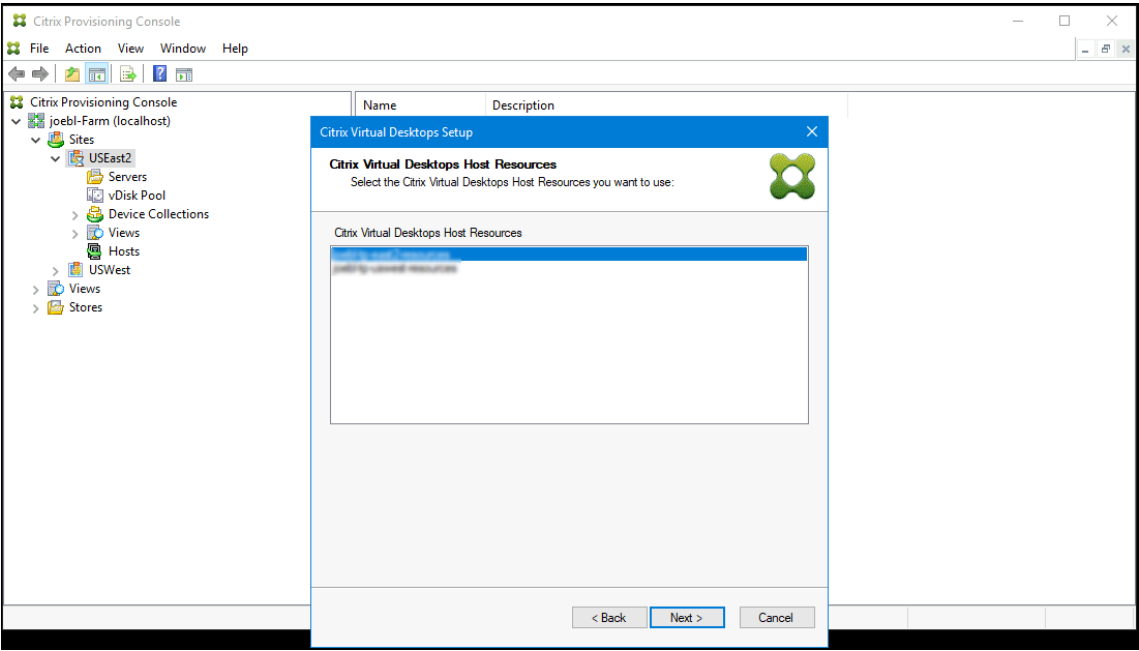 Citrix Provisioning Console
File Action View Window Help
Citrix Provisioning Console
joebl-Farm (localhost)
Sites
USEast2
Servers
vDisk Pool
Device Collections
Views
Hosts
USWest
Views
Stores
Name Description
Citrix Virtual Desktops Setup
Citrix Virtual Desktops Host Resources
Select the Citrix Virtual Desktops Host Resources you want to use:
Citrix Virtual Desktops Host Resources
< Back Next > Cancel